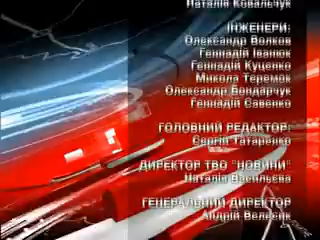 Наталія Ковальчук
ІНЖЕНЕРИ:
Олександр Волков
Геннадій Іванюк
Геннадій Куценко
Микола Теремок
Олександр Бондарчук
Геннадій Савенко
ГОЛОВНИЙ РЕДАКТОР:
Сергій Татаренко
ДИРЕКТОР ТВО "НОВИНИ"
Наталія Васильєва
ГЕНЕРАЛЬНИЙ ДИРЕКТОР
Андрій